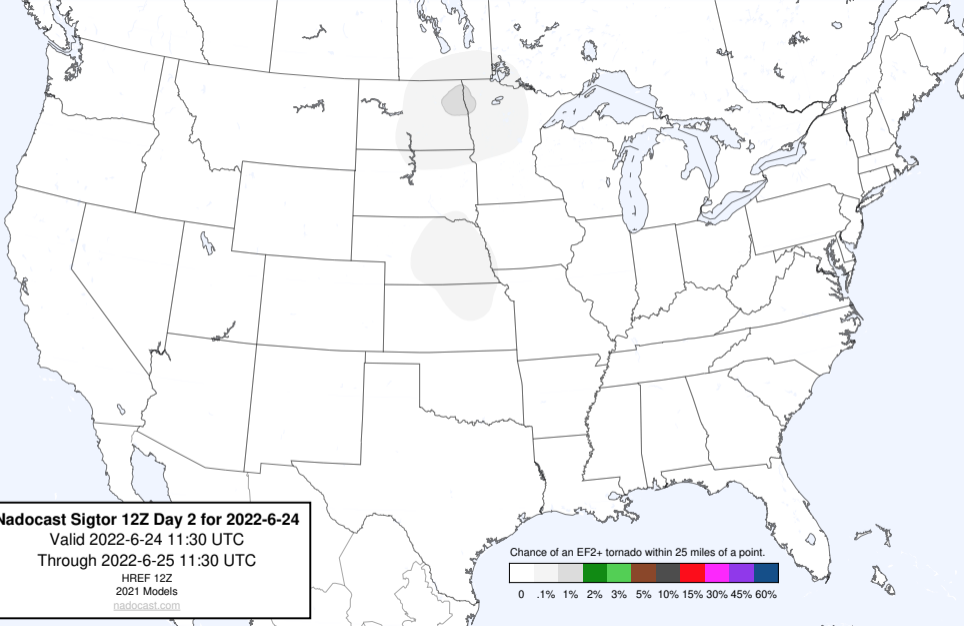 Nadocast Sigtor 12Z Day 2 for 2022-6-24
Valid 2022-6-24 11:30 UTC
Through 2022-6-25 11:30 UTC
HREF 12Z
2021 Models
nadocast.com
Chance of an EF2+ tornado within 25 miles of a point.
0 .1% 1% 2% 3% 5% 10% 15% 30% 45% 60%